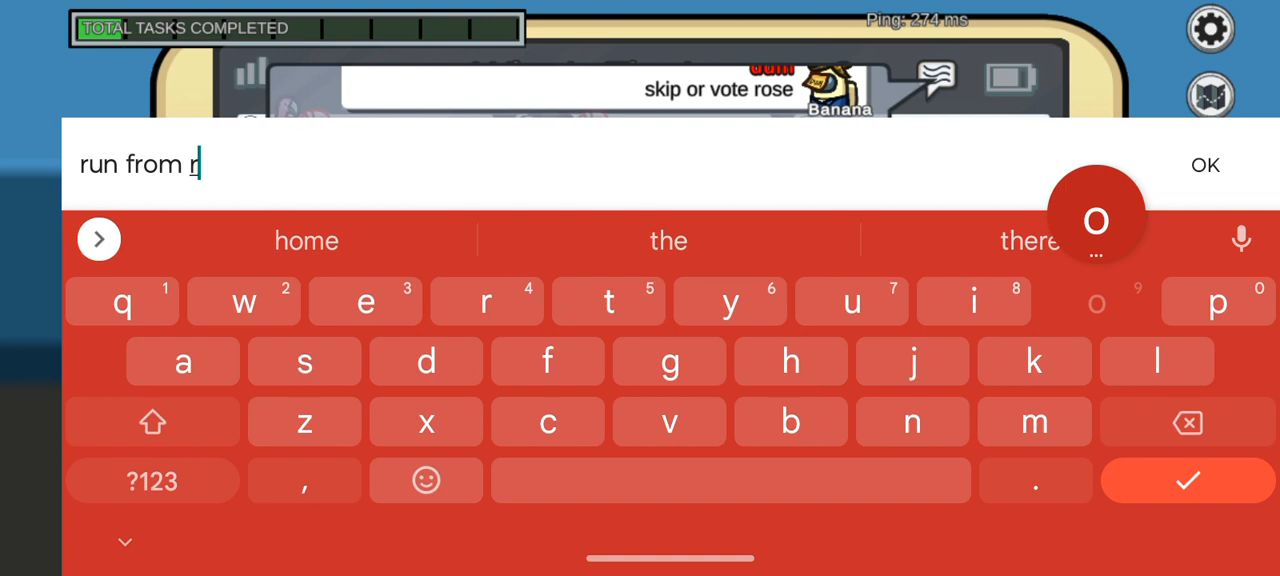 TOTAL TASKS COMPLETED
Ping: 274 ms
skip or vote rose
Banana
run from r
OK
home the there
o
...
q 1 w 2 e 3 r 4 t 5 y 6 u 7 i 8 o 9 p 0
a s d f g h j k l
z x c v b n m
?123 , .